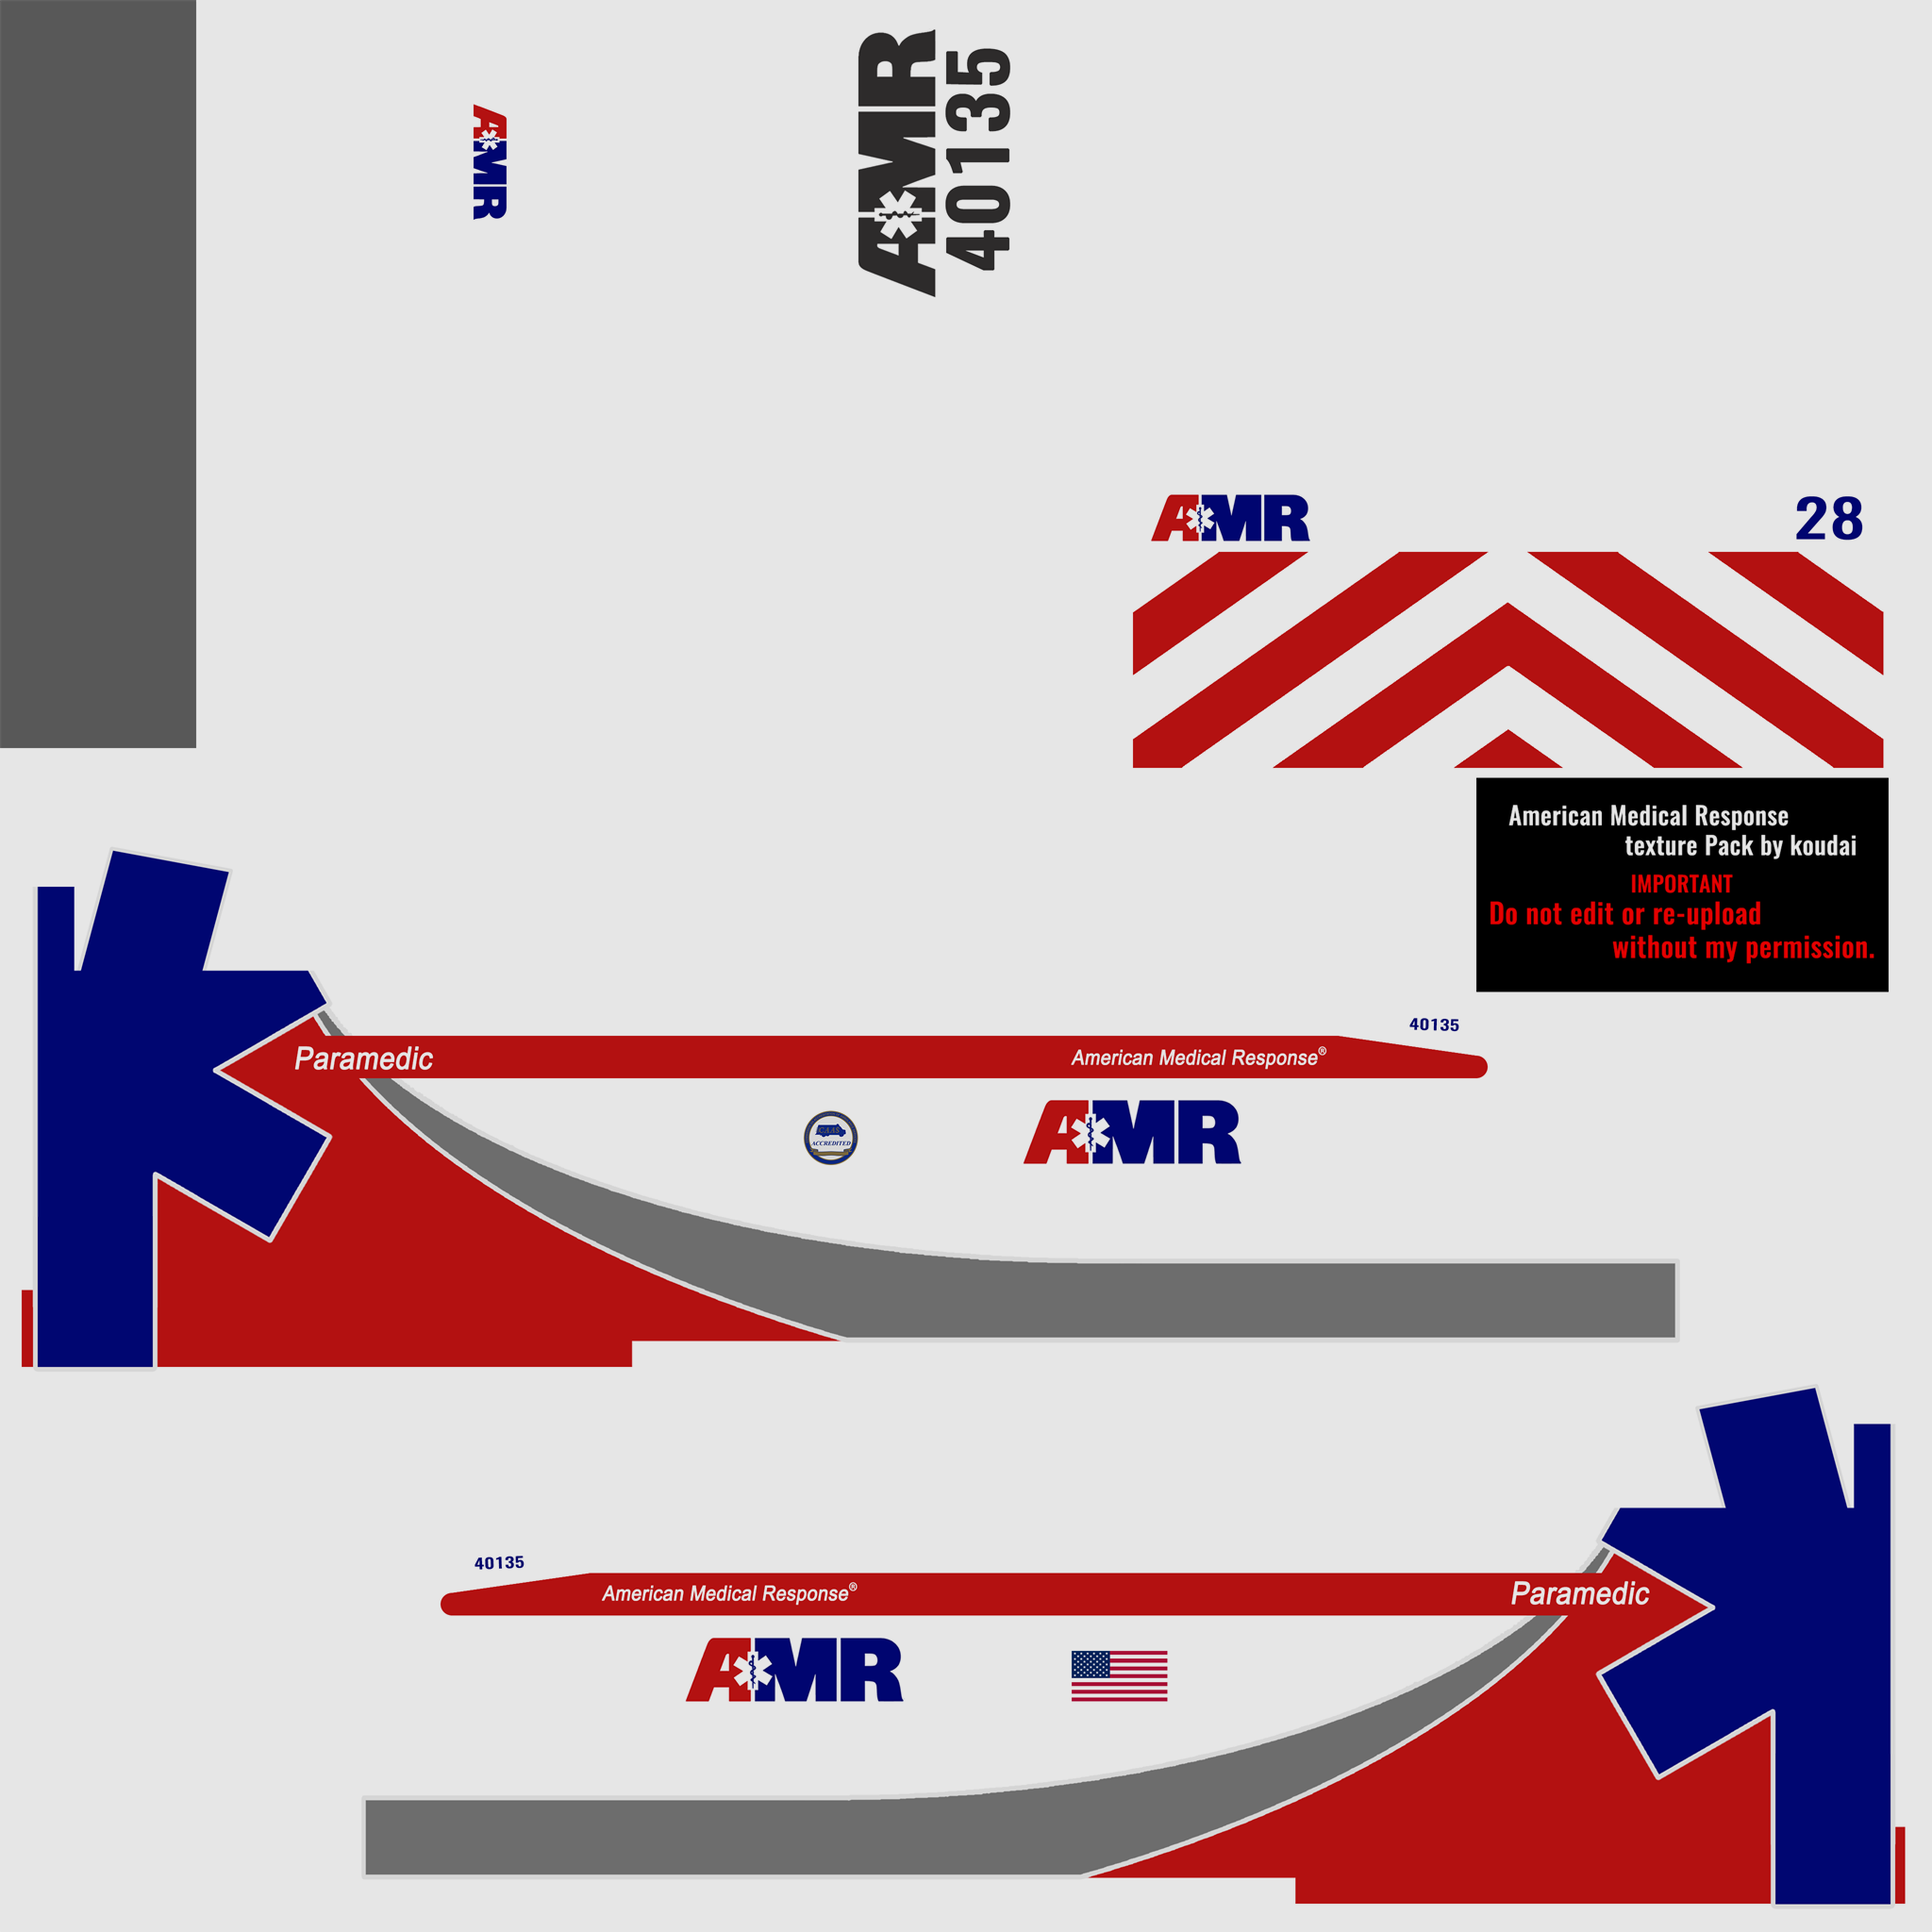 AMR
AMR
40135
AMR
28
American Medical Response
texture Pack by koudai
IMPORTANT
Do not edit or re-upload
without my permission.
40135
Paramedic
American Medical Response®
AMR
CAAS
ACCREDITED
40135
American Medical Response®
Paramedic
AMR